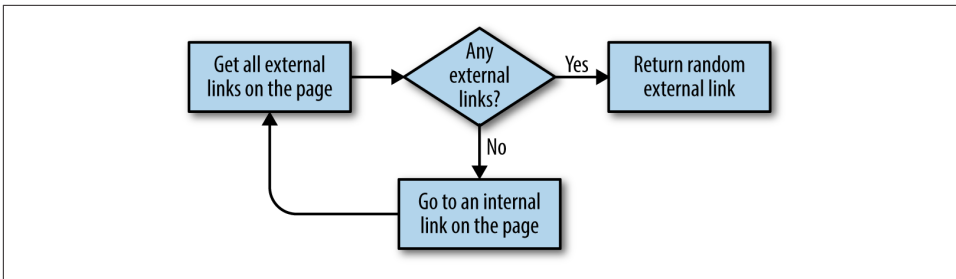 Get all external
links on the page
Any
external
links?
Yes
Return random
external link
No
Go to an internal
link on the page